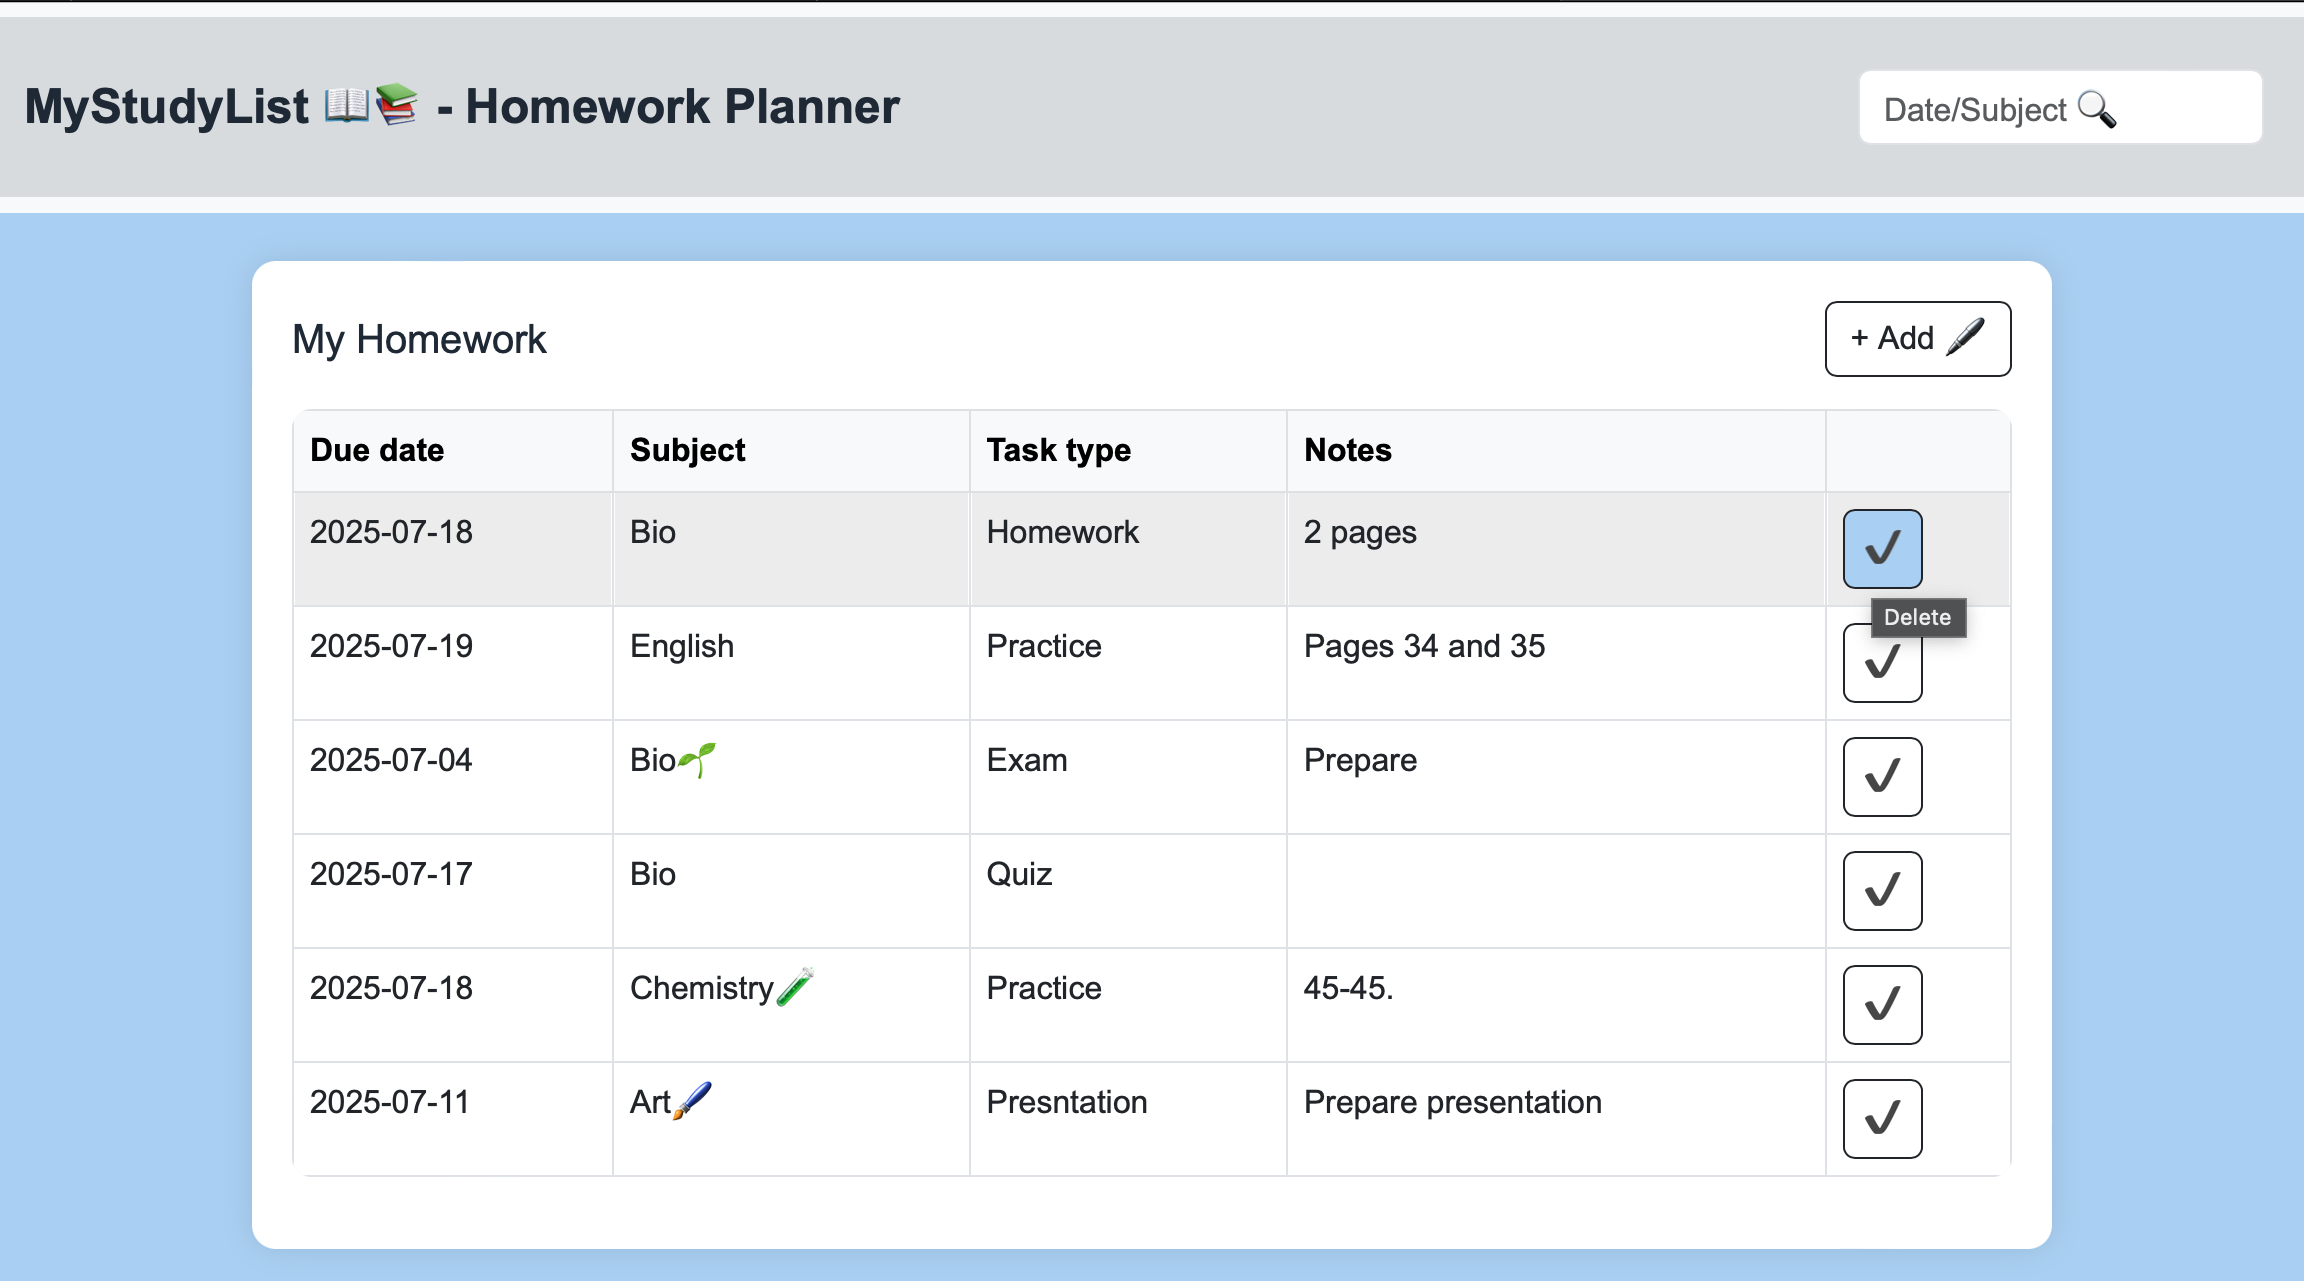 MyStudyList 📖📚 - Homework Planner
Date/Subject 🔍
My Homework
+ Add 🖊️
Due date Subject Task type Notes
2025-07-18 Bio Homework 2 pages ✔
Delete
2025-07-19 English Practice Pages 34 and 35 ✔
2025-07-04 Bio🌱 Exam Prepare ✔
2025-07-17 Bio Quiz ✔
2025-07-18 Chemistry🧪 Practice 45-45. ✔
2025-07-11 Art🖌️ Presntation Prepare presentation ✔